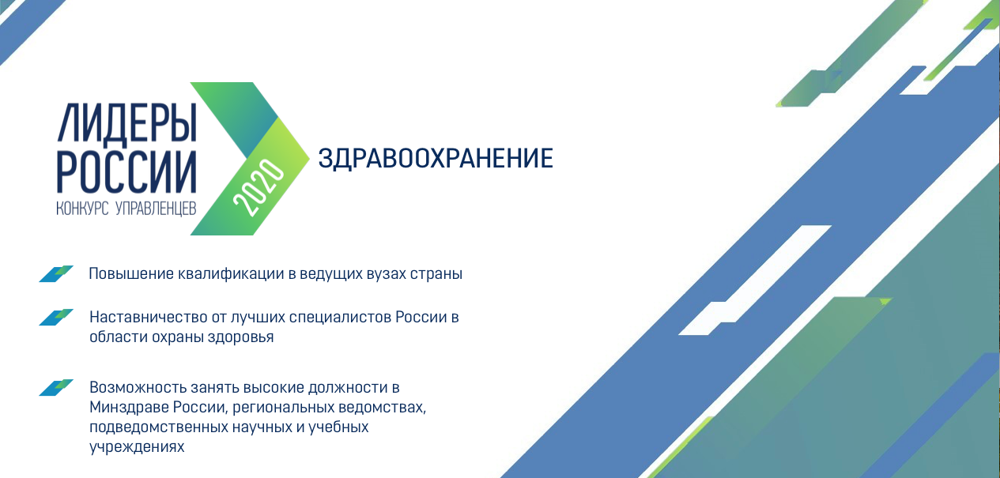 ЛИДЕРЫ
РОССИИ
КОНКУРС УПРАВЛЕНЦЕВ
2020
ЗДРАВООХРАНЕНИЕ
Повышение квалификации в ведущих вузах страны
Наставничество от лучших специалистов России в
области охраны здоровья
Возможность занять высокие должности в
Минздраве России, региональных ведомствах,
подведомственных научных и учебных
учреждениях